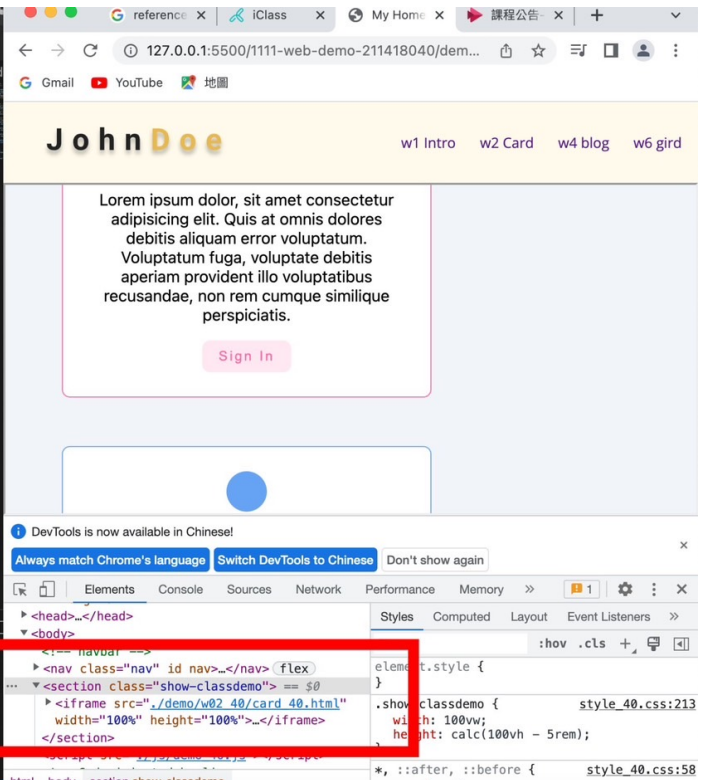 reference
iClass
My Home
課程公告-
127.0.0.1:5500/1111-web-demo-211418040/dem...
Gmail
YouTube
地圖
JohnDoe
w1 Intro
w2 Card
w4 blog
w6 gird
Lorem ipsum dolor, sit amet consectetur
adipisicing elit. Quis at omnis dolores
debitis aliquam error voluptatum.
Voluptatum fuga, voluptate debitis
aperiam provident illo voluptatibus
recusandae, non rem cumque similique
perspiciatis.
Sign In
DevTools is now available in Chinese!
Always match Chrome's language
Switch DevTools to Chinese
Don't show again
Elements
Console
Sources
Network
Performance
Memory
1
<head>…</head>
<body>
<!-- navbar -->
<nav class="nav" id nav>…</nav> flex
<section class="show-classdemo"> == $0
<iframe src="./demo/w02_40/card_40.html"
width="100%" height="100%">…</iframe>
</section>
html body section.show-classdemo
Styles
Computed
Layout
Event Listeners
:hov .cls
element.style {
}
.show-classdemo { style_40.css:213
width: 100vw;
height: calc(100vh - 5rem);
}
*, ::after, ::before { style_40.css:58